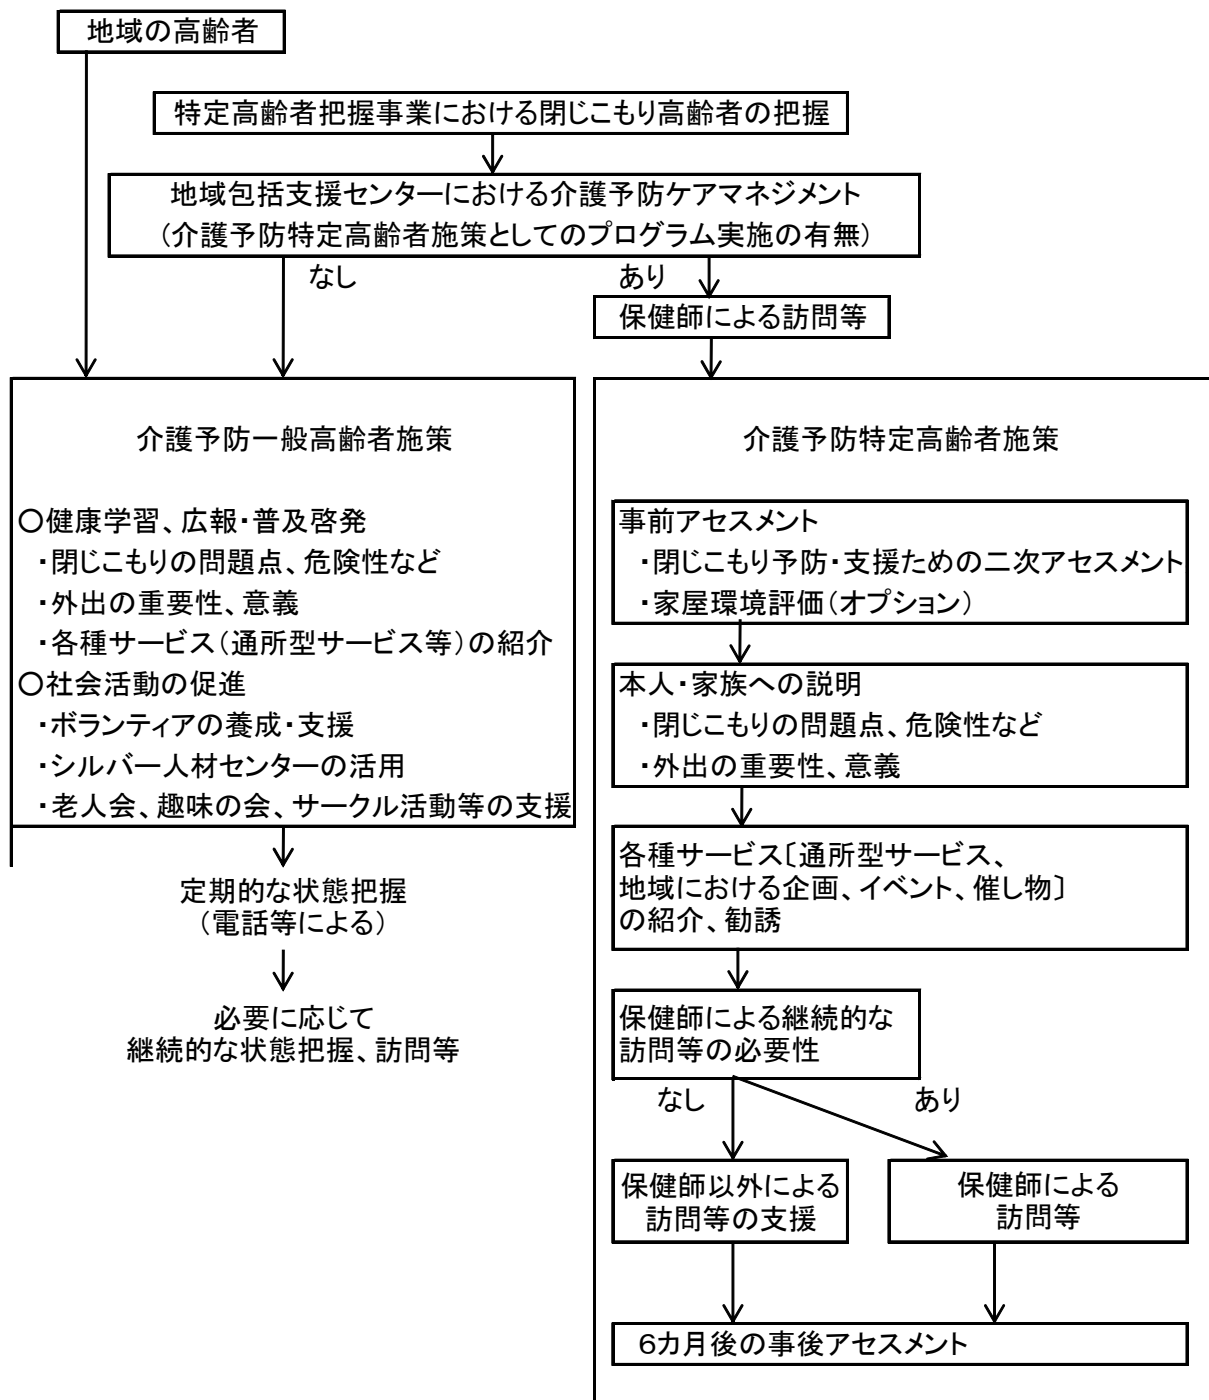 地域の高齢者
特定高齢者把握事業における閉じこもり高齢者の把握
地域包括支援センターにおける介護予防ケアマネジメント
（介護予防特定高齢者施策としてのプログラム実施の有無）
なし
あり
保健師による訪問等
介護予防一般高齢者施策
○健康学習、広報・普及啓発
・閉じこもりの問題点、危険性など
・外出の重要性、意義
・各種サービス（通所型サービス等）の紹介
○社会活動の促進
・ボランティアの養成・支援
・シルバー人材センターの活用
・老人会、趣味の会、サークル活動等の支援
定期的な状態把握
（電話等による）
必要に応じて
継続的な状態把握、訪問等
介護予防特定高齢者施策
事前アセスメント
・閉じこもり予防・支援ための二次アセスメント
・家屋環境評価（オプション）
本人・家族への説明
・閉じこもりの問題点、危険性など
・外出の重要性、意義
各種サービス〔通所型サービス、
地域における企画、イベント、催し物〕
の紹介、勧誘
保健師による継続的な
訪問等の必要性
なし
あり
保健師以外による
訪問等の支援
保健師による
訪問等
６カ月後の事後アセスメント